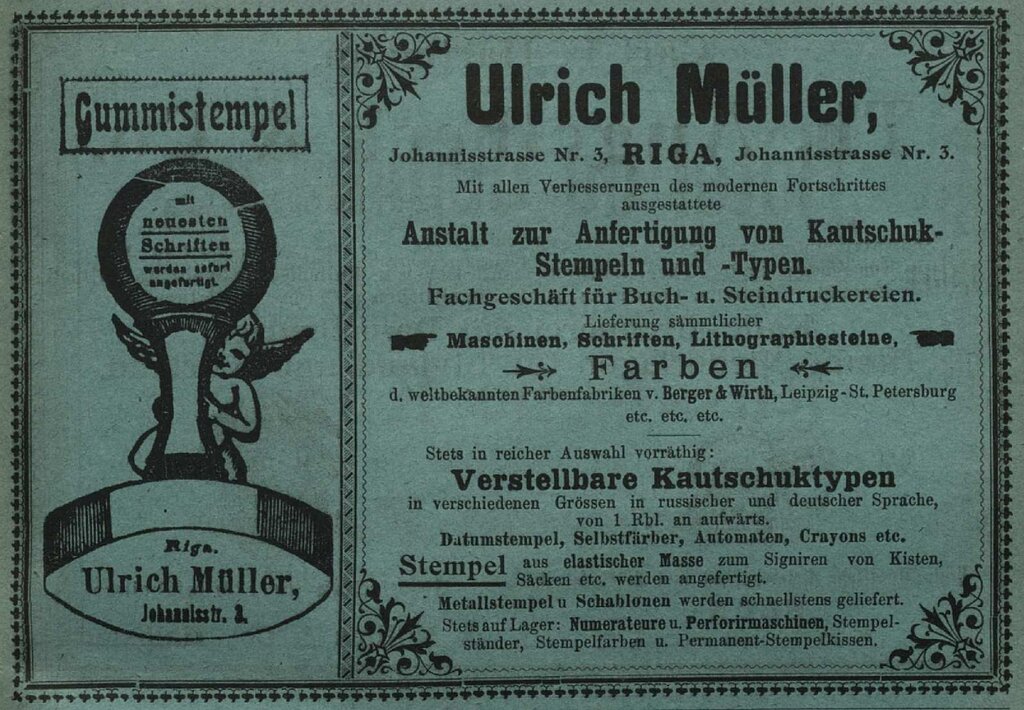 Gummistempel
mit
neuesten
Schriften
werden sofort
angefertigt.
Riga.
Ulrich Müller,
Johannisstr. 3.
Ulrich Müller,
Johannisstrasse Nr. 3, RIGA, Johannisstrasse Nr. 3.
Mit allen Verbesserungen des modernen Fortschrittes
ausgestattete
Anstalt zur Anfertigung von Kautschuk-
Stempeln und -Typen.
Fachgeschäft für Buch- u. Steindruckereien.
Lieferung sämmtlicher
Maschinen, Schriften, Lithographiesteine,
Farben
d. weltbekannten Farbenfabriken v. Berger & Wirth, Leipzig - St. Petersburg
etc. etc. etc.
Stets in reicher Auswahl vorräthig:
Verstellbare Kautschuktypen
in verschiedenen Grössen in russischer und deutscher Sprache,
von 1 Rbl. an aufwärts.
Datumstempel, Selbstfärber, Automaten, Crayons etc.
Stempel aus elastischer Masse zum Signiren von Kisten,
Säcken etc. werden angefertigt.
Metallstempel u Schablonen werden schnellstens geliefert.
Stets auf Lager: Numerateure u. Perforirmaschinen, Stempel-
ständer, Stempelfarben u. Permanent-Stempelkissen.